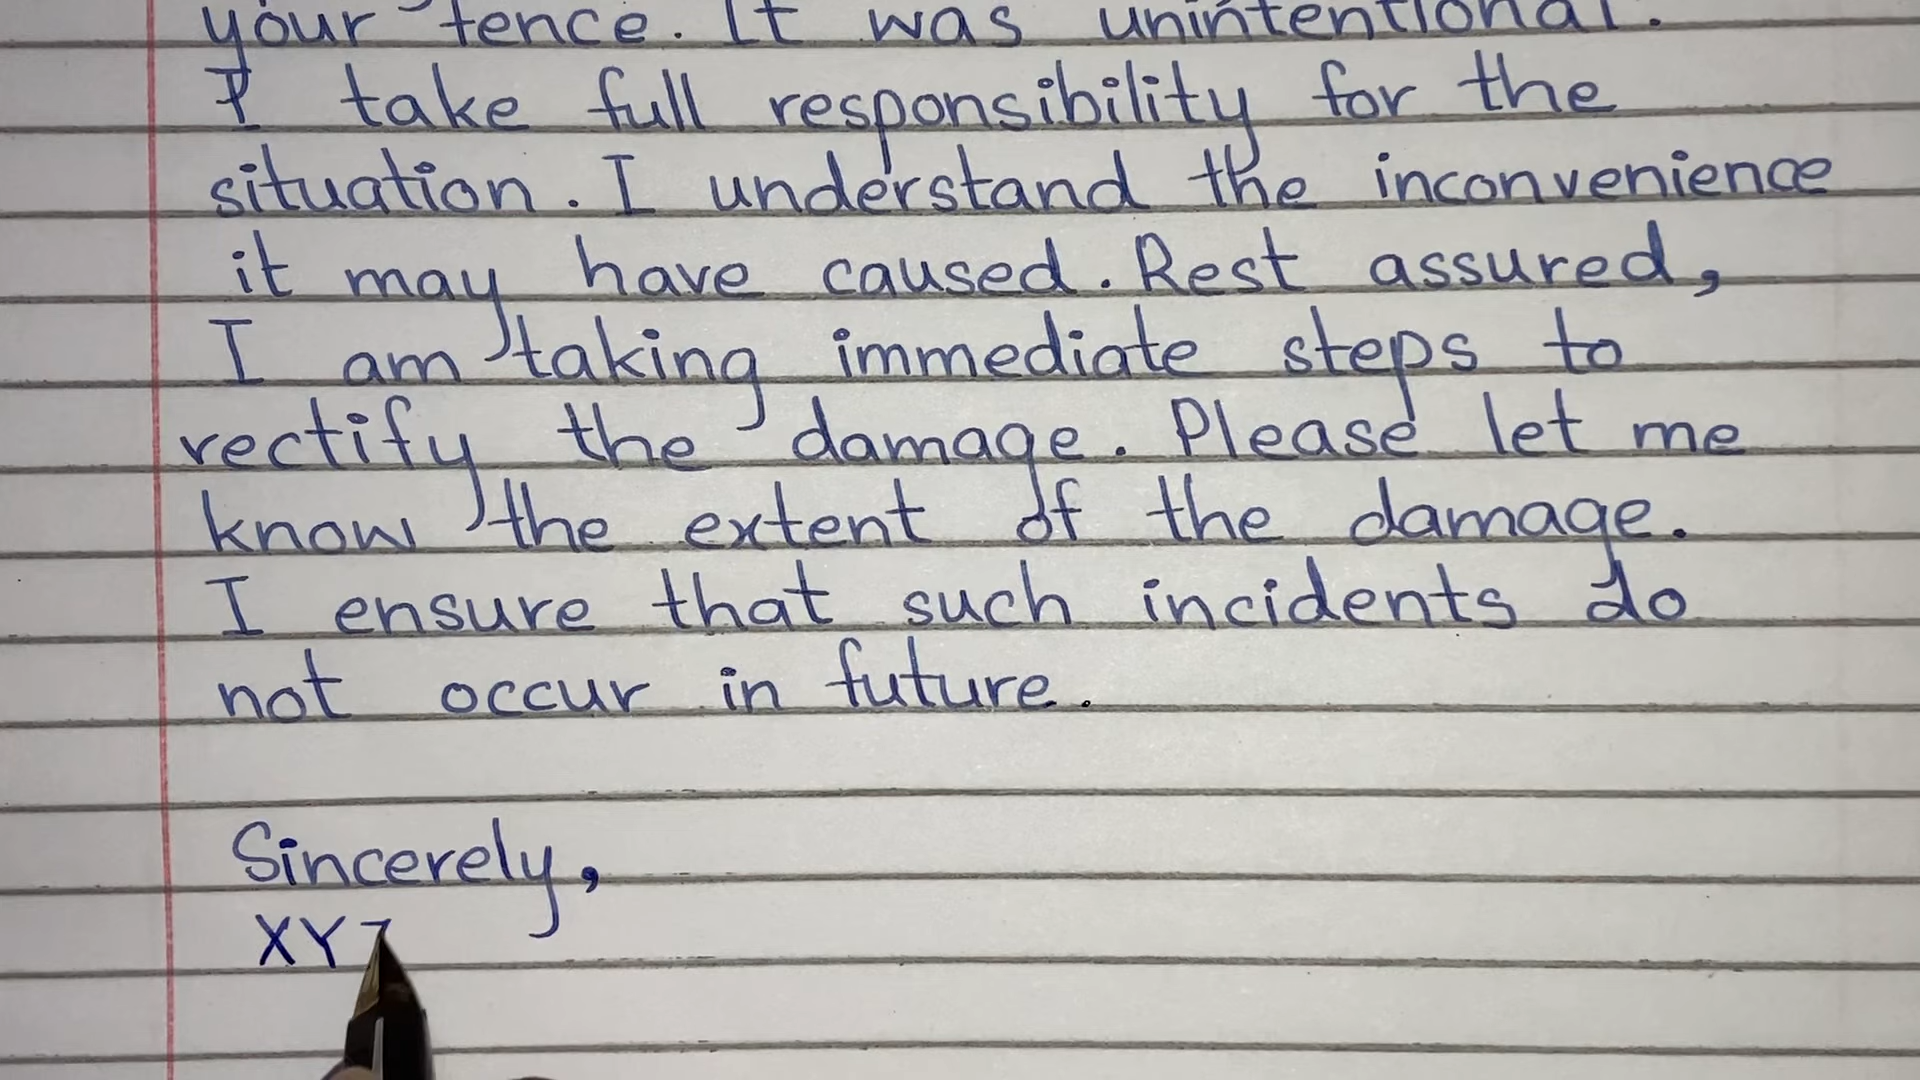 your fence. It was unintentional.
I take full responsibility for the
situation. I understand the inconvenience
it may have caused. Rest assured,
I am taking immediate steps to
rectify the damage. Please let me
know the extent of the damage.
I ensure that such incidents do
not occur in future.
Sincerely,
XYZ